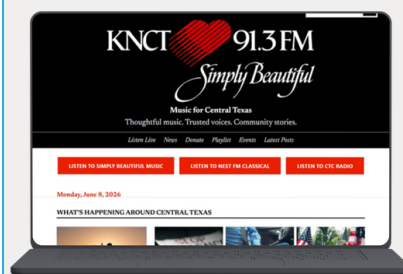 KNCT 91.3 FM
Simply Beautiful
Music for Central Texas
Thoughtful music. Trusted voices. Community stories.
Listen Live News Donate Playlist Events Latest Posts
LISTEN TO SIMPLY BEAUTIFUL MUSIC LISTEN TO NEST FM CLASSICAL LISTEN TO CTC RADIO
Monday, June 8, 2026
WHAT'S HAPPENING AROUND CENTRAL TEXAS